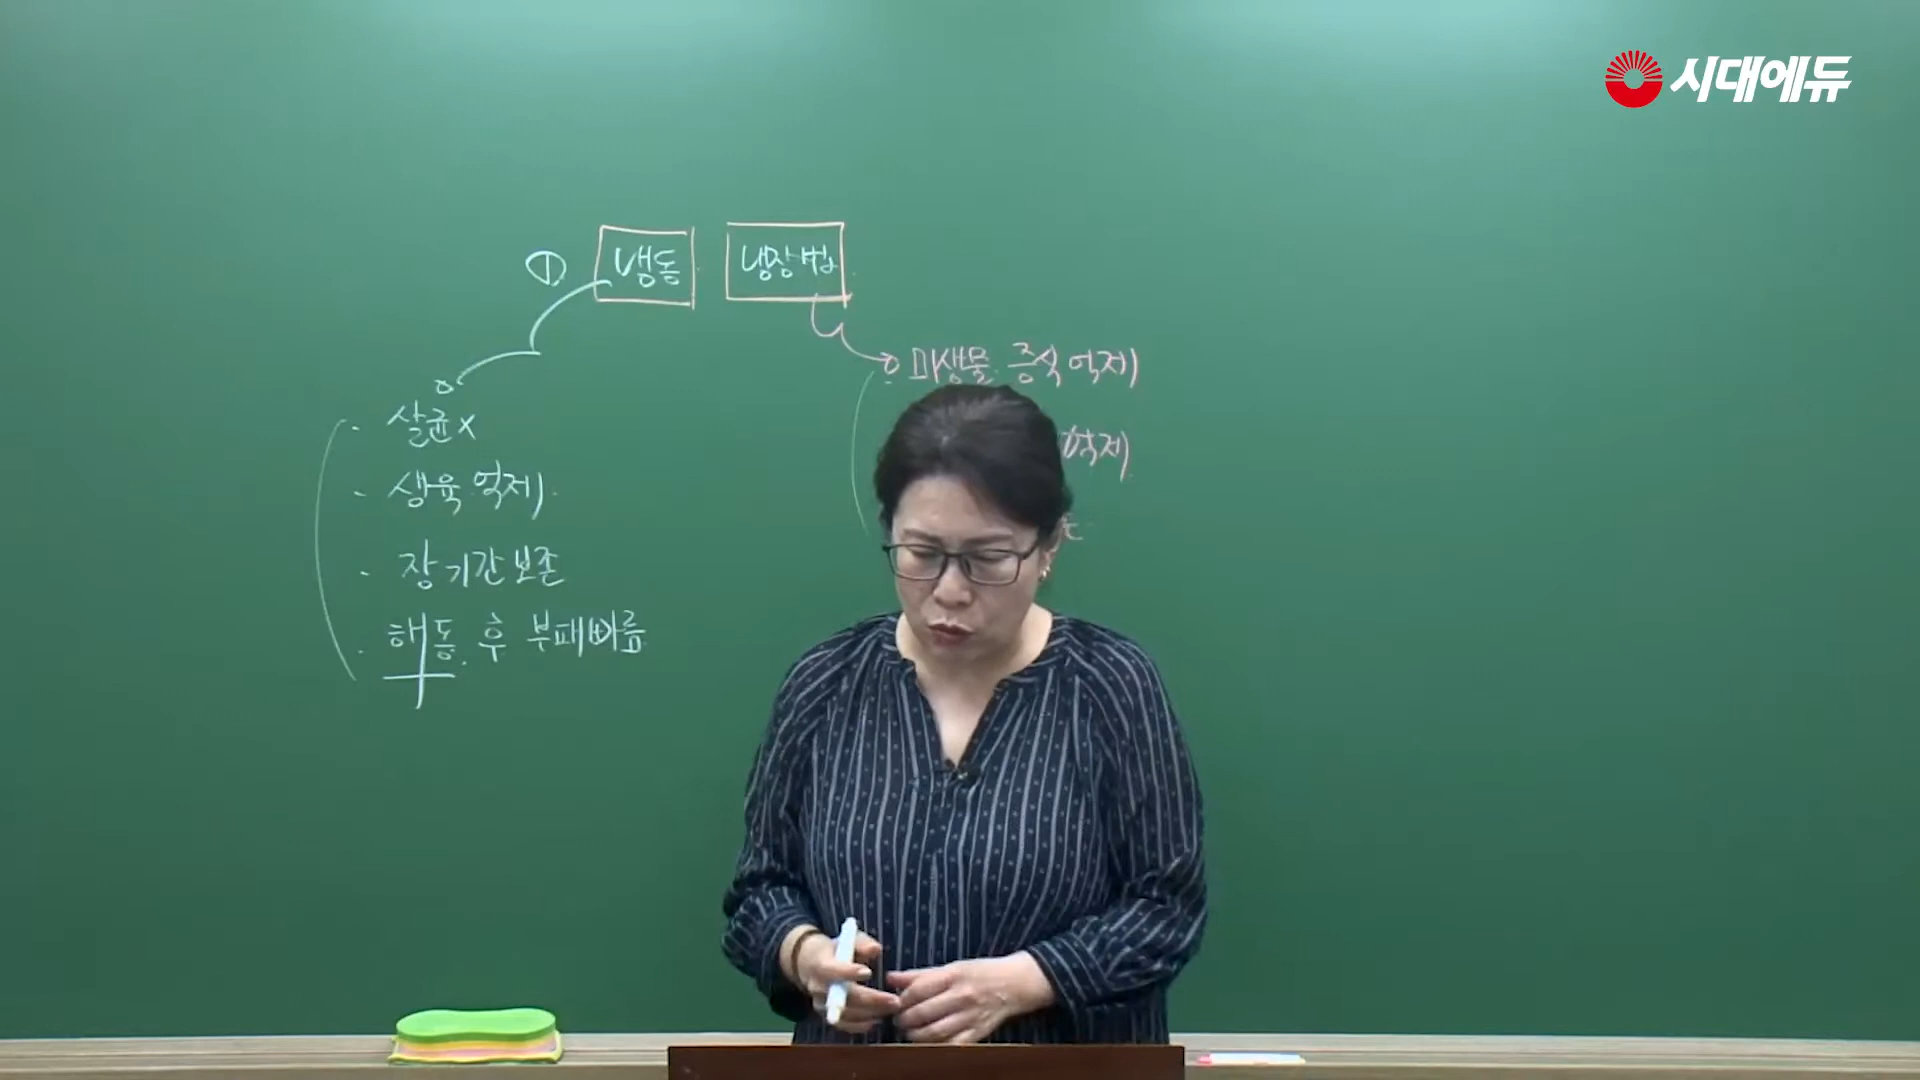 시대에듀
① 냉동 냉장법
미생물 증식 억제
· 살균 x
억제
· 생육 억제
· 장기간 보존
· 해동 후 부패빠름